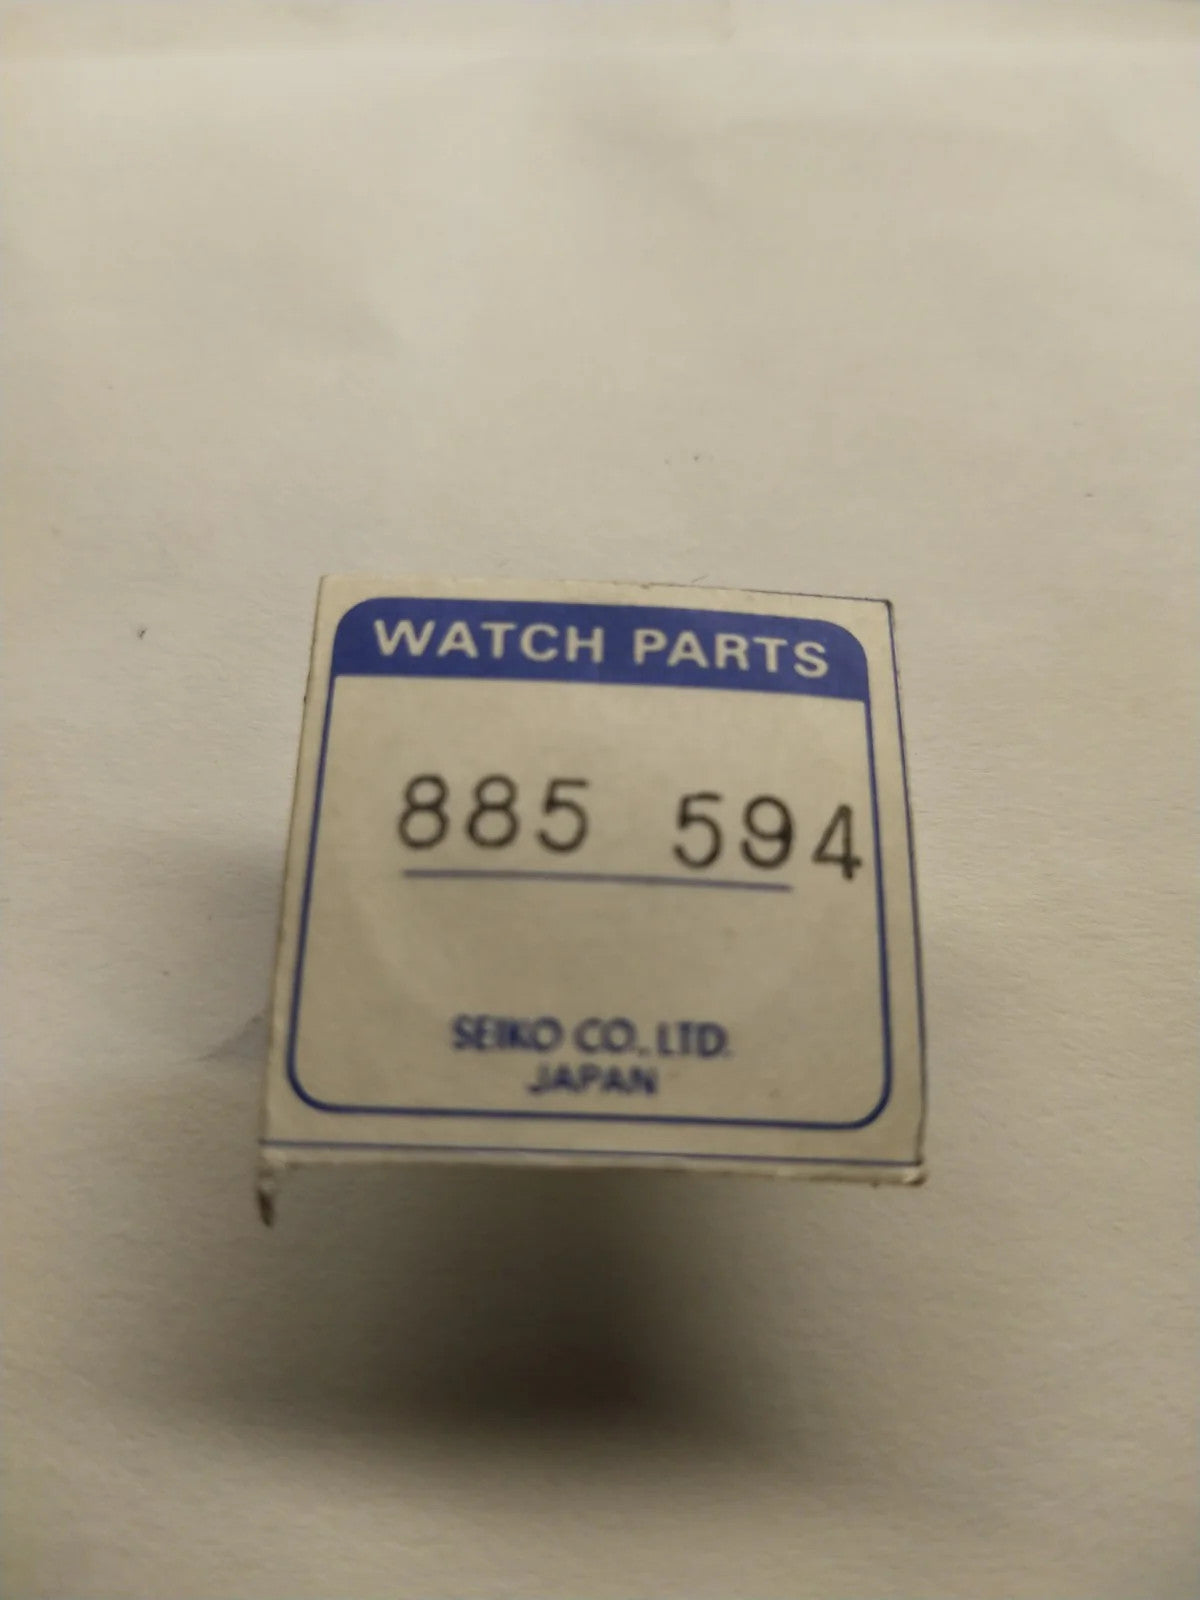 WATCH PARTS
885 594
SEIKO CO., LTD.
JAPAN